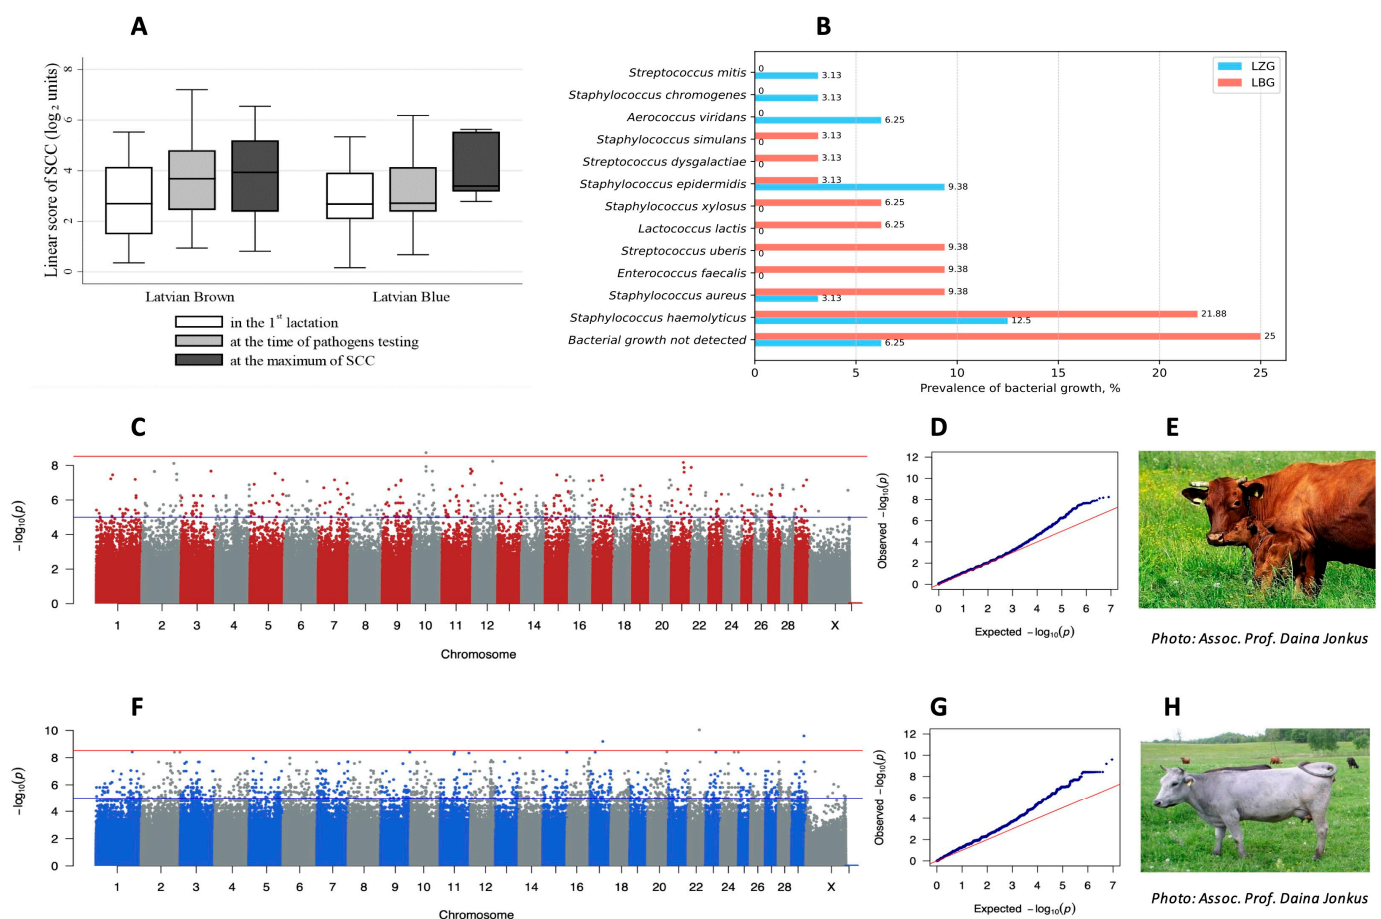 A
Linear score of SCC (log 2 units)
8
6
4
2
0
Latvian Brown
Latvian Blue
in the 1st lactation
at the time of pathogens testing
at the maximum of SCC
B
LZG
LBG
Streptococcus mitis 0 3.13
Staphylococcus chromogenes 0 3.13
Aerococcus viridans 0 6.25
Staphylococcus simulans 3.13 0
Streptococcus dysgalactiae 3.13 0
Staphylococcus epidermidis 3.13 9.38
Staphylococcus xylosus 6.25 0
Lactococcus lactis 6.25 0
Streptococcus uberis 9.38 0
Enterococcus faecalis 9.38 0
Staphylococcus aureus 9.38 3.13
Staphylococcus haemolyticus 21.88 12.5
Bacterial growth not detected 25 6.25
0 5 10 15 20 25
Prevalence of bacterial growth, %
C
−log10(p)
8
6
4
2
0
1 2 3 4 5 6 7 8 9 10 11 12 14 16 18 20 22 24 26 28 X
Chromosome
D
Observed −log10(p)
12
10
8
6
4
2
0
0 1 2 3 4 5 6 7
Expected −log10(p)
E
Photo: Assoc. Prof. Daina Jonkus
F
−log10(p)
10
8
6
4
2
0
1 2 3 4 5 6 7 8 9 10 11 12 14 16 18 20 22 24 26 28 X
Chromosome
G
Observed −log10(p)
12
10
8
6
4
2
0
0 1 2 3 4 5 6 7
Expected −log10(p)
H
Photo: Assoc. Prof. Daina Jonkus